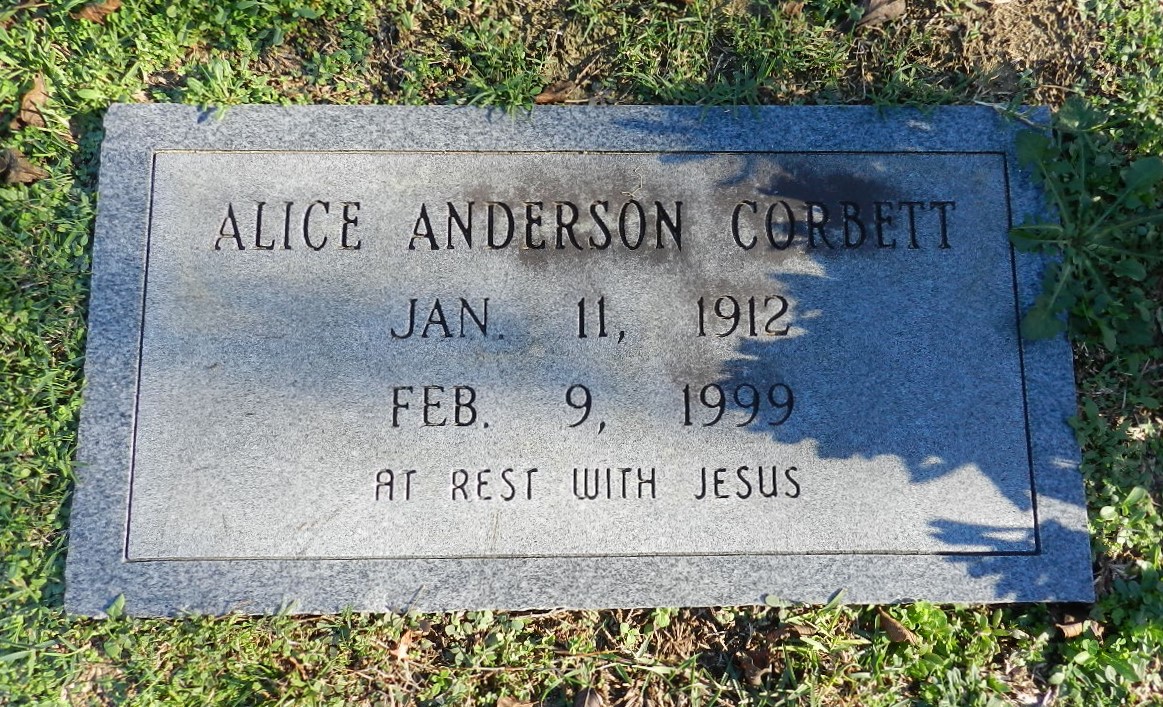 ALICE ANDERSON CORBETT
JAN. 11, 1912
FEB. 9, 1999
AT REST WITH JESUS